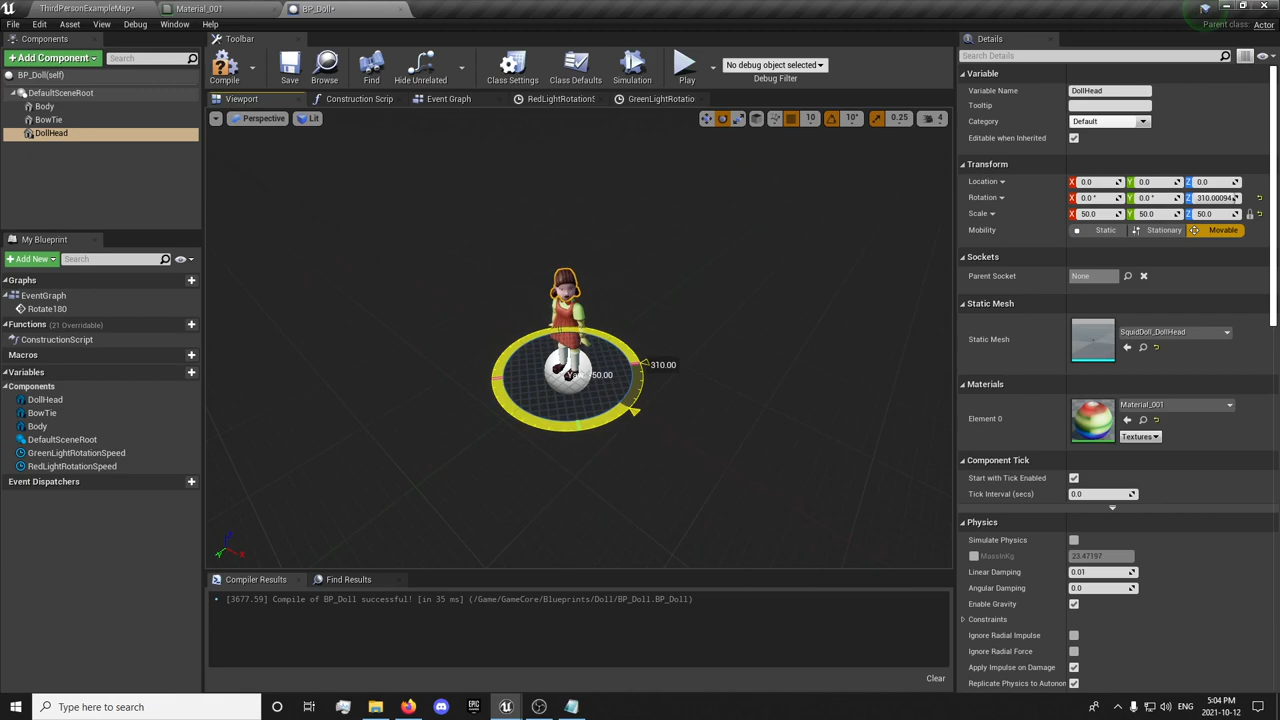 ThirdPersonExampleMap*
Material_001
BP_Doll*
Parent class: Actor
File Edit Asset View Debug Window Help
Components
Toolbar
Details
+Add Component
Search
Search Details
BP_Doll(self)
DefaultSceneRoot
Body
BowTie
DollHead
Compile
Save
Browse
Find
Hide Unrelated
Class Settings
Class Defaults
Simulation
Play
No debug object selected
Debug Filter
Viewport
Construction Scrip
Event Graph
RedLightRotationS
GreenLightRotatio
Perspective
Lit
10
10°
0.25
4
310.00
50.00
Variable
Variable Name DollHead
Tooltip
Category Default
Editable when Inherited
Transform
Location X 0.0 Y 0.0 Z 0.0
Rotation X 0.0 ° Y 0.0 ° Z 310.00094
Scale X 50.0 Y 50.0 Z 50.0
Mobility Static Stationary Movable
Sockets
Parent Socket None
Static Mesh
Static Mesh SquidDoll_DollHead
Materials
Element 0 Material_001
Textures
Component Tick
Start with Tick Enabled
Tick Interval (secs) 0.0
Physics
Simulate Physics
MassInKg 23.47197
Linear Damping 0.01
Angular Damping 0.0
Enable Gravity
Constraints
Ignore Radial Impulse
Ignore Radial Force
Apply Impulse on Damage
Replicate Physics to Autonon
My Blueprint
+Add New
Search
Graphs
EventGraph
Rotate180
Functions (21 Overridable)
ConstructionScript
Macros
Variables
Components
DollHead
BowTie
Body
DefaultSceneRoot
GreenLightRotationSpeed
RedLightRotationSpeed
Event Dispatchers
Compiler Results
Find Results
[3677.59] Compile of BP_Doll successful! [in 35 ms] (/Game/GameCore/Blueprints/Doll/BP_Doll.BP_Doll)
Clear
Type here to search
ENG
5:04 PM
2021-10-12